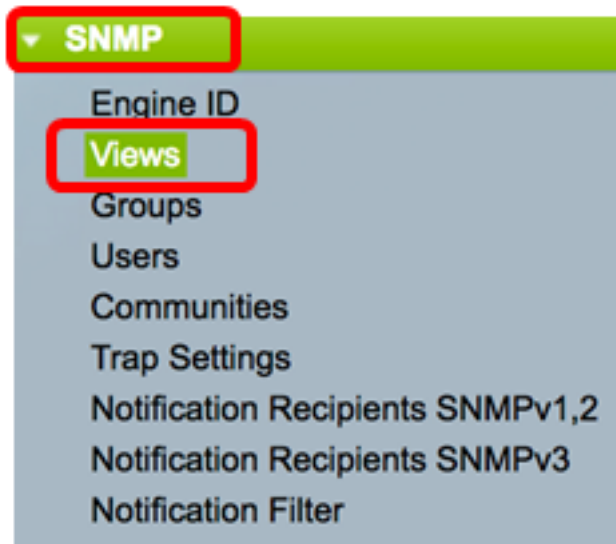 SNMP
Engine ID
Views
Groups
Users
Communities
Trap Settings
Notification Recipients SNMPv1,2
Notification Recipients SNMPv3
Notification Filter